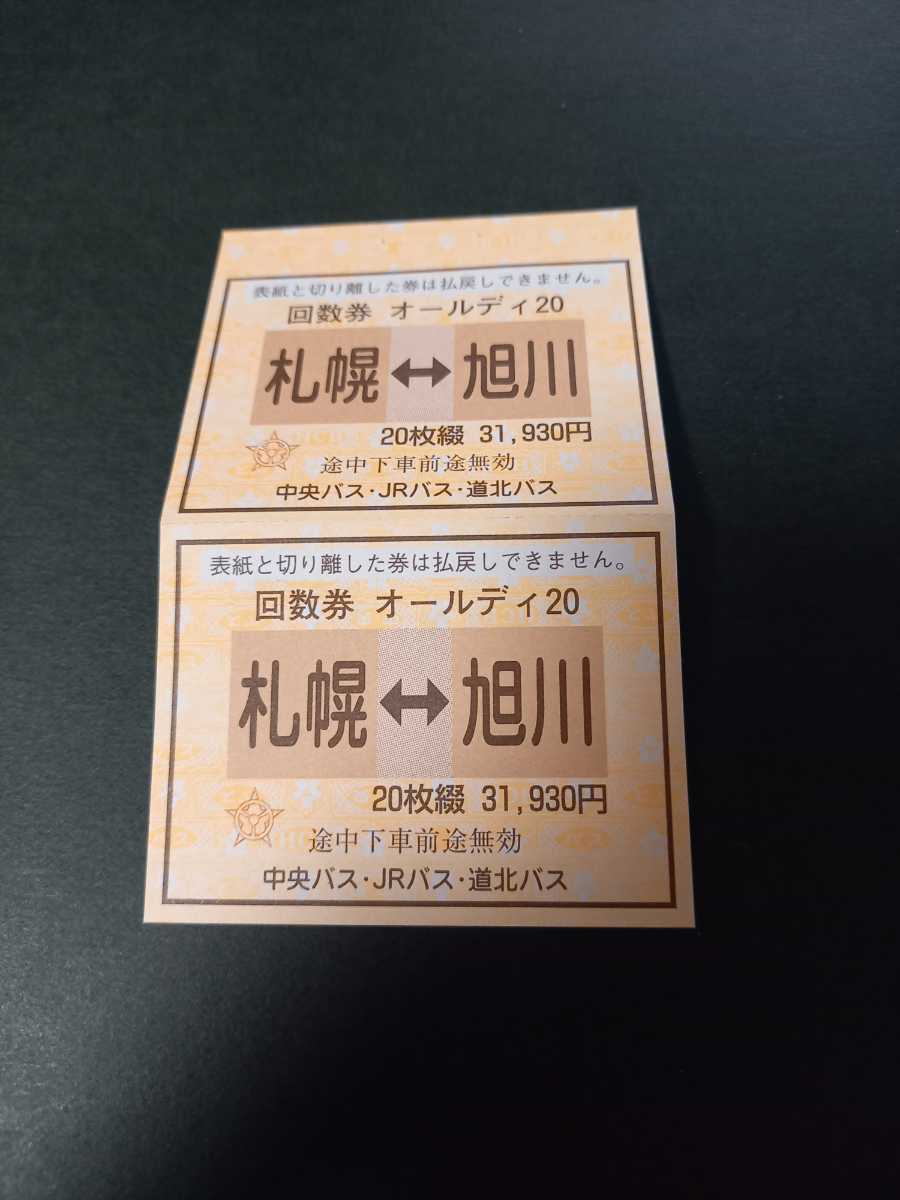 表紙と切り離した券は払戻しできません。
回数券 オールディ20
札幌↔旭川
20枚綴 31,930円
途中下車前途無効
中央バス・JRバス・道北バス
表紙と切り離した券は払戻しできません。
回数券 オールディ20
札幌↔旭川
20枚綴 31,930円
途中下車前途無効
中央バス・JRバス・道北バス